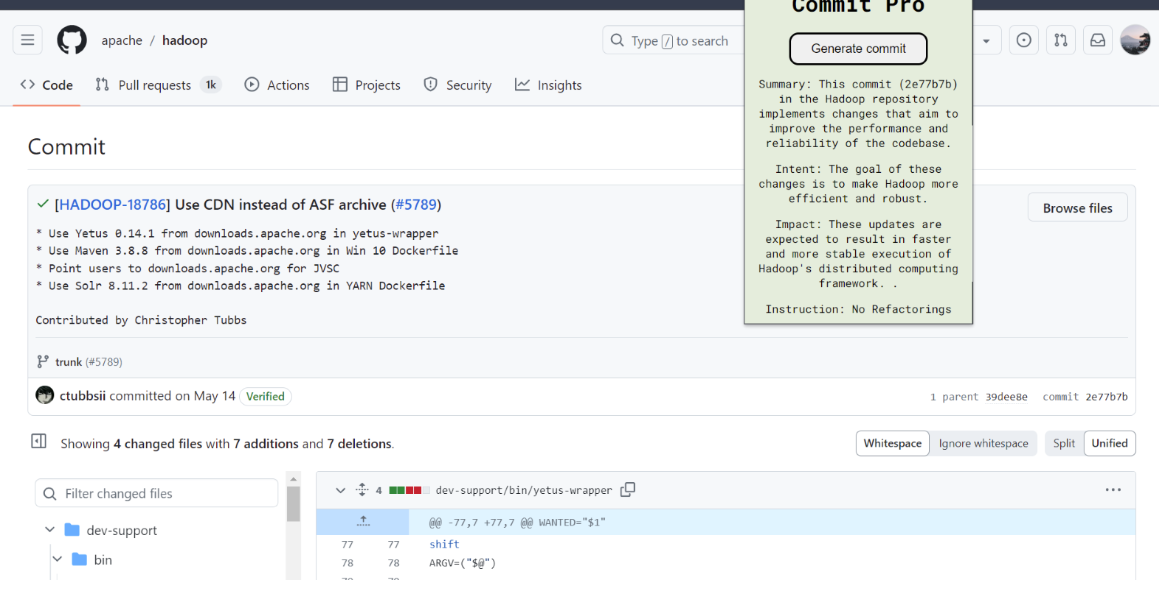 Commit Pro
apache / hadoop
Type / to search
Generate commit
Code Pull requests 1k Actions Projects Security Insights
Summary: This commit (2e77b7b)
in the Hadoop repository
implements changes that aim to
improve the performance and
reliability of the codebase.
Intent: The goal of these
changes is to make Hadoop more
efficient and robust.
Impact: These updates are
expected to result in faster
and more stable execution of
Hadoop's distributed computing
framework. .
Instruction: No Refactorings
Commit
[HADOOP-18786] Use CDN instead of ASF archive (#5789)
Browse files
* Use Yetus 0.14.1 from downloads.apache.org in yetus-wrapper
* Use Maven 3.8.8 from downloads.apache.org in Win 10 Dockerfile
* Point users to downloads.apache.org for JVSC
* Use Solr 8.11.2 from downloads.apache.org in YARN Dockerfile
Contributed by Christopher Tubbs
trunk (#5789)
ctubbsii committed on May 14 Verified
1 parent 39dee8e commit 2e77b7b
Showing 4 changed files with 7 additions and 7 deletions.
Whitespace Ignore whitespace Split Unified
Filter changed files
4 dev-support/bin/yetus-wrapper
dev-support
bin
@@ -77,7 +77,7 @@ WANTED="$1"
77 77 shift
78 78 ARGV=("$@")